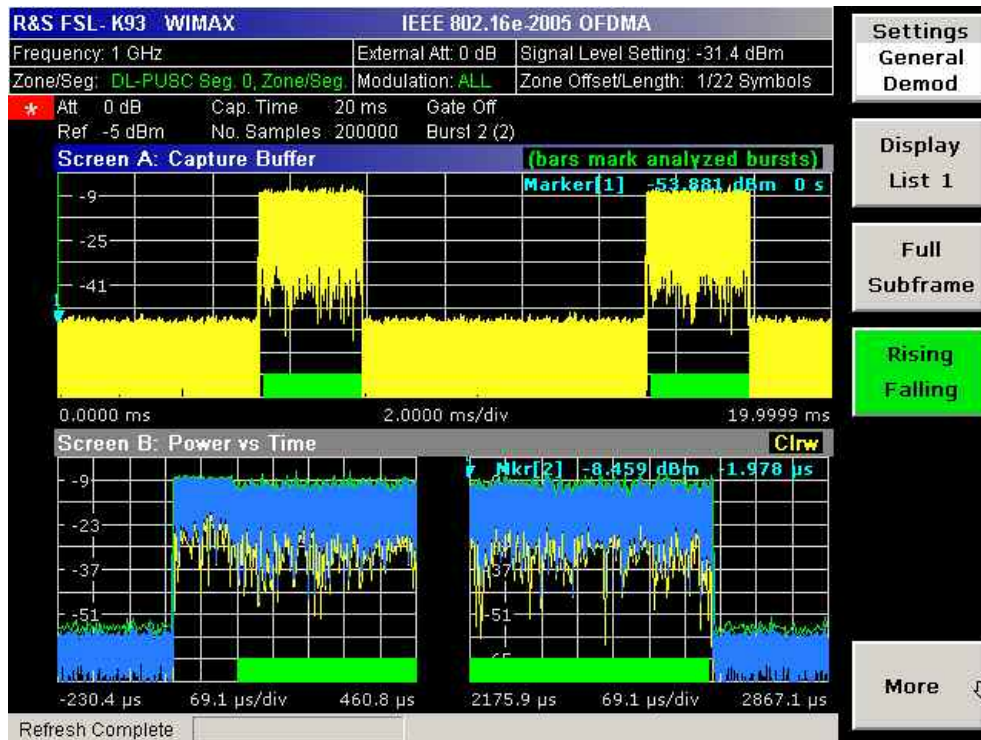 R&S FSL-K93 WIMAX IEEE 802.16e-2005 OFDMA
Frequency: 1 GHz External Att: 0 dB Signal Level Setting: -31.4 dBm
Zone/Seg: DL-PUSC Seg. 0, Zone/Seg. Modulation: ALL Zone Offset/Length: 1/22 Symbols
* Att 0 dB Cap. Time 20 ms Gate Off
Ref -5 dBm No. Samples 200000 Burst 2 (2)
Screen A: Capture Buffer (bars mark analyzed bursts)
Marker[1] -53.881 dBm 0 s
-9
-25
-41
1
0.0000 ms 2.0000 ms/div 19.9999 ms
Screen B: Power vs Time Clrw
Mkr[2] -8.459 dBm -1.978 µs
-9
-23
-37 -37
-51 -51
-230.4 µs 69.1 µs/div 460.8 µs 2175.9 µs 69.1 µs/div 2867.1 µs
Refresh Complete
Settings
General
Demod
Display
List 1
Full
Subframe
Rising
Falling
More